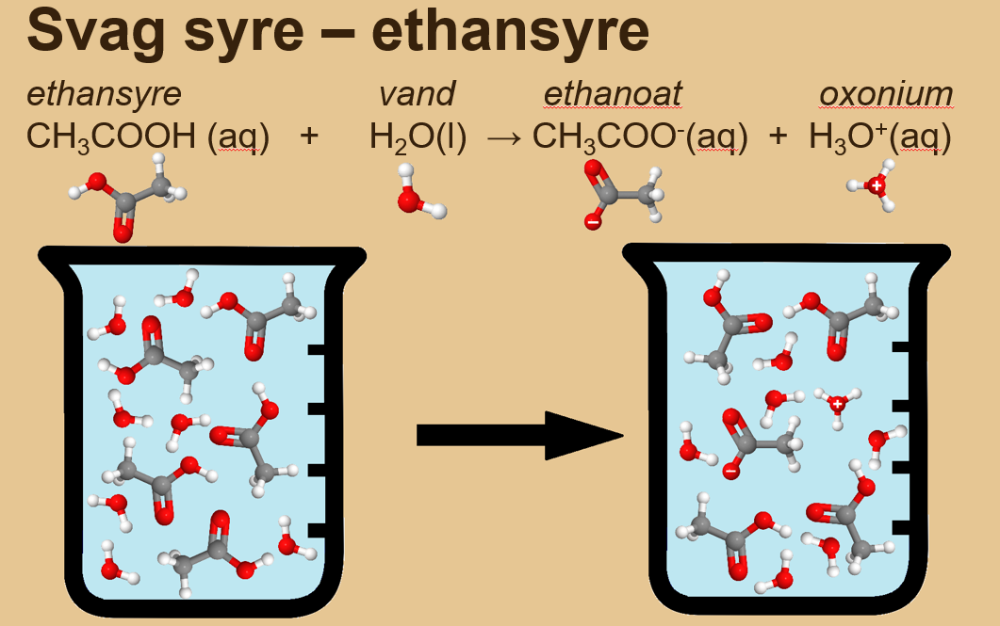 Svag syre – ethansyre
ethansyre vand ethanoat oxonium
CH₃COOH (aq) + H₂O(l) → CH₃COO⁻(aq) + H₃O⁺(aq)
+
−
+
−